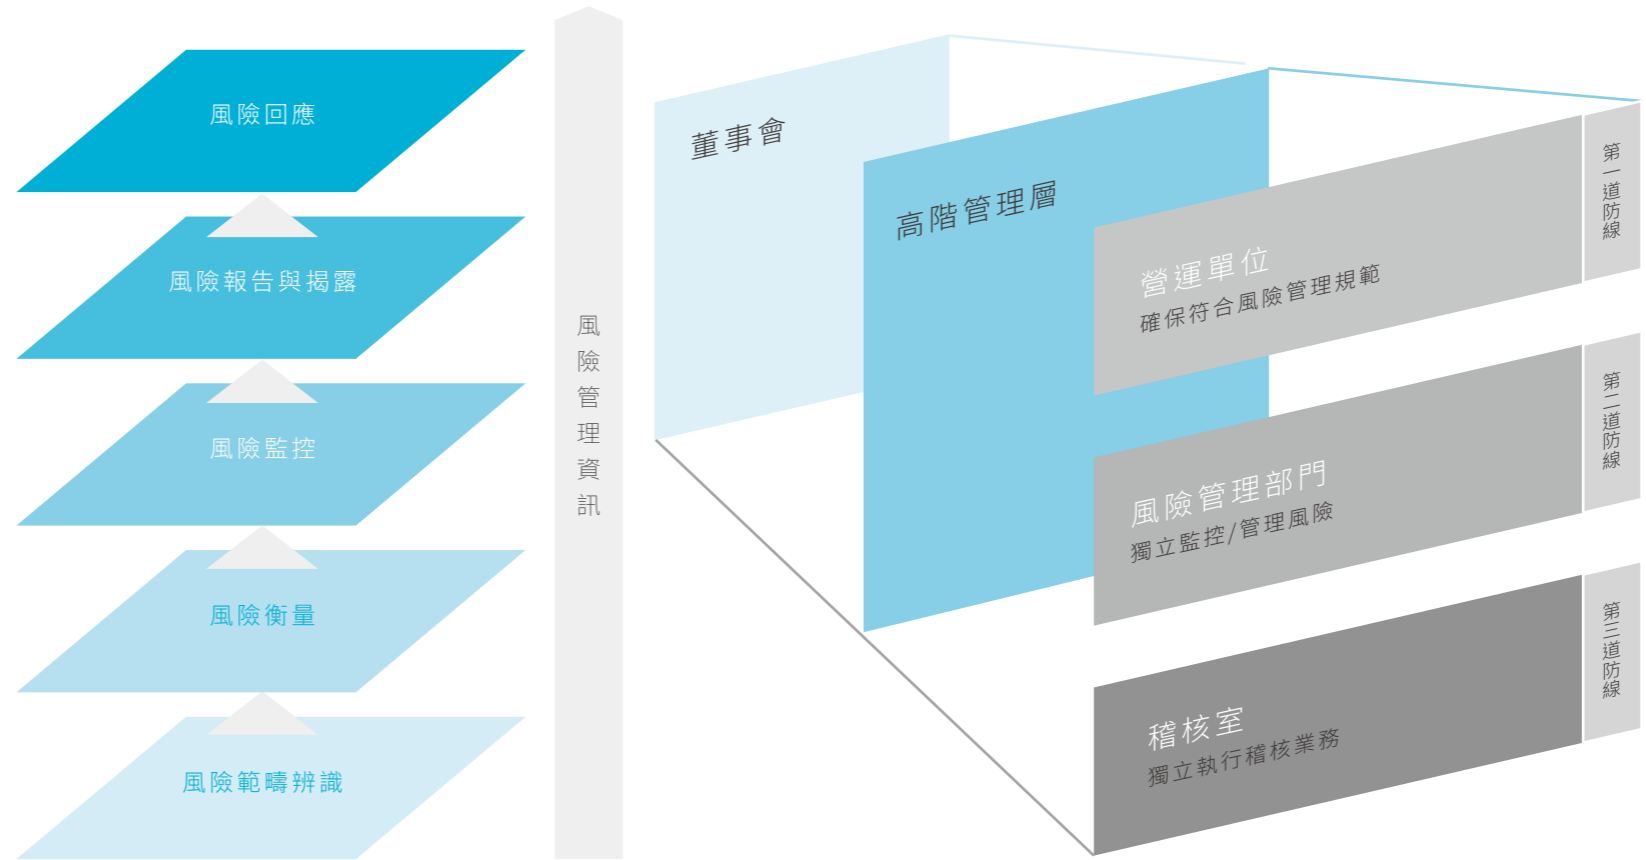 風險回應
風險報告與揭露
風險監控
風險衡量
風險範疇辨識
風險管理資訊
董事會
高階管理層
營運單位
確保符合風險管理規範
第一道防線
風險管理部門
獨立監控/管理風險
第二道防線
稽核室
獨立執行稽核業務
第三道防線